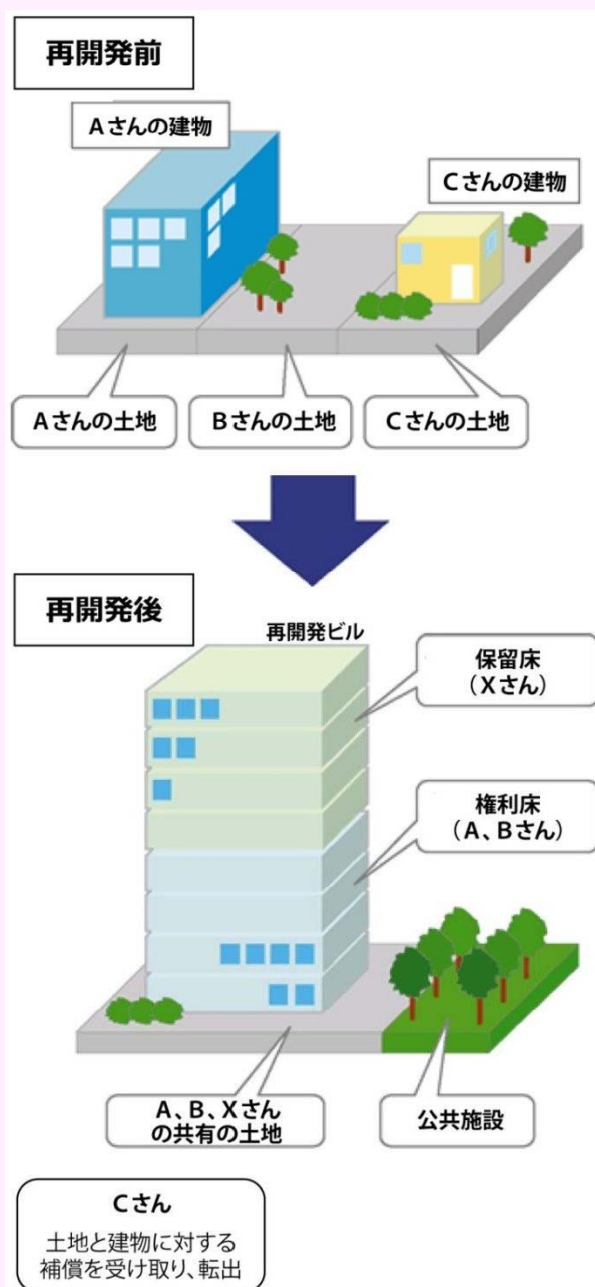 再開発前
Aさんの建物
Cさんの建物
Aさんの土地
Bさんの土地
Cさんの土地
再開発後
再開発ビル
保留床
(Xさん)
権利床
(A、Bさん)
A、B、Xさん
の共有の土地
公共施設
Cさん
土地と建物に対する
補償を受け取り、転出